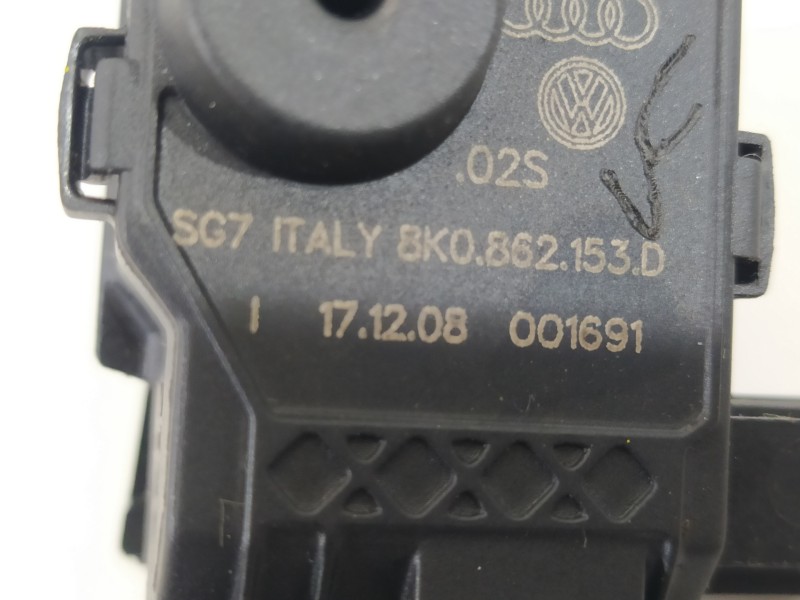 .02S
SG7 ITALY 8K0.862.153.D
I 17.12.08 001691